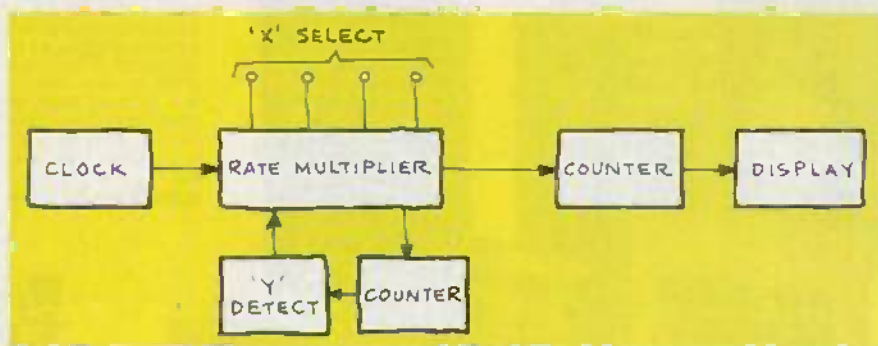 'X' SELECT
CLOCK
RATE MULTIPLIER
COUNTER
DISPLAY
'Y'
DETECT
COUNTER